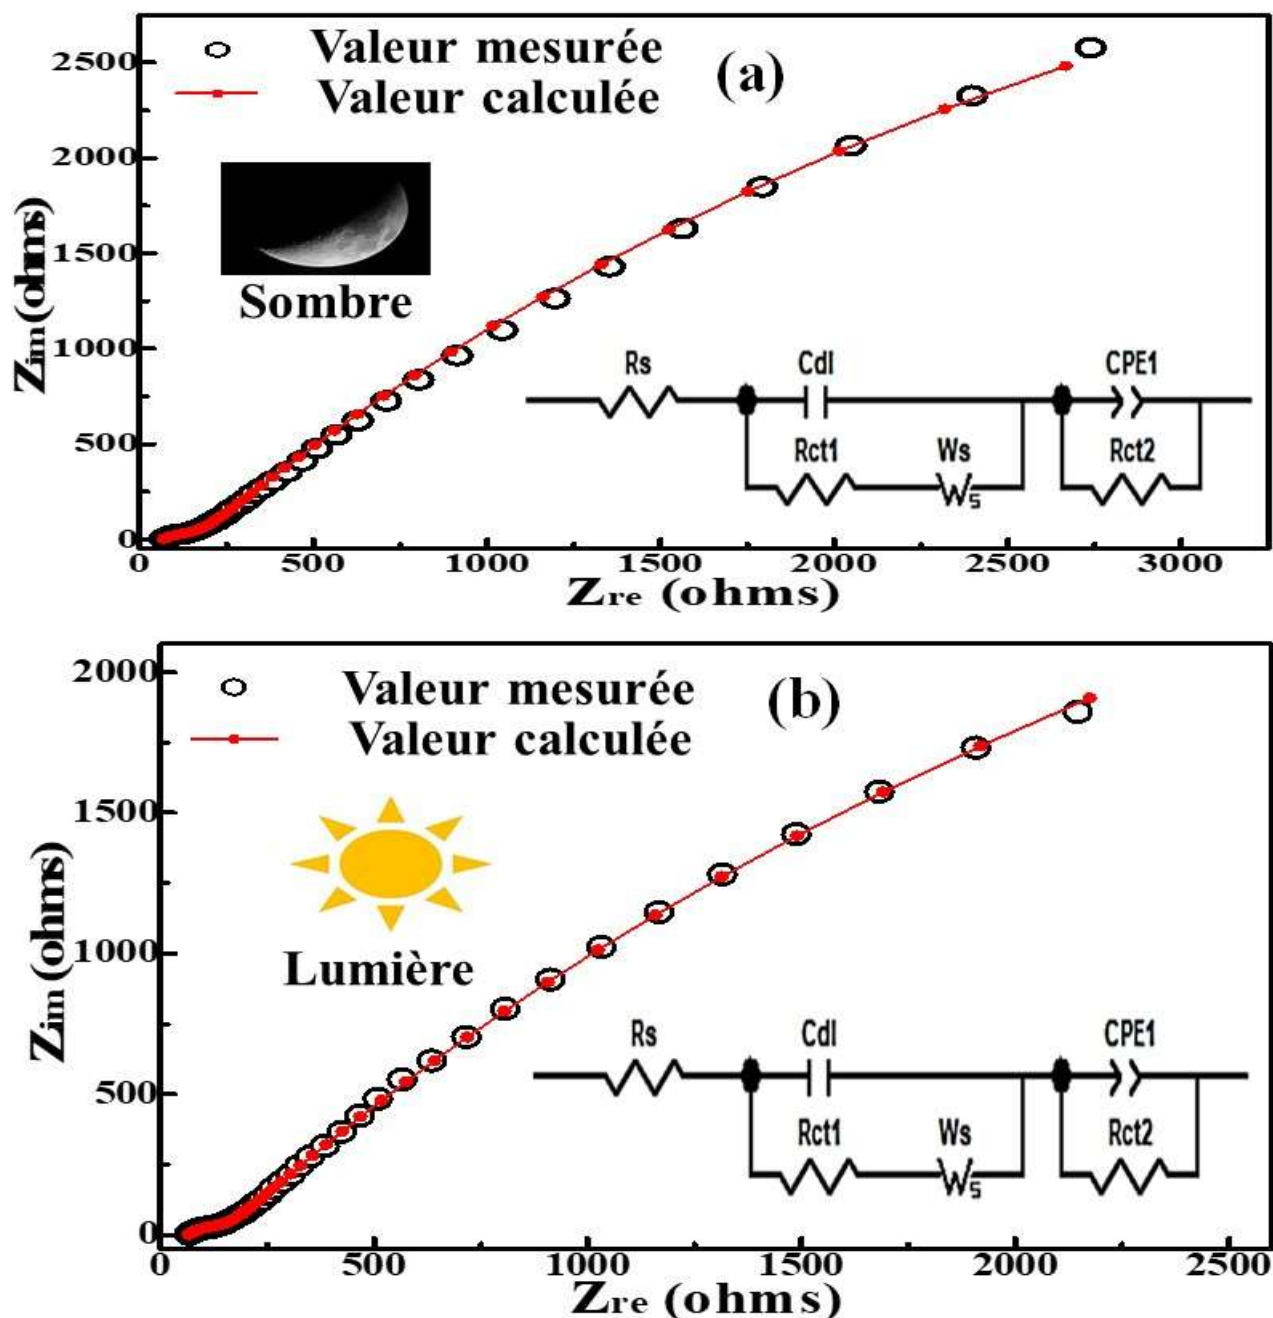 Valeur mesurée
Valeur calculée
(a)
Sombre
2500
2000
1500
1000
500
0
Zim(ohms)
Rs
Cdl
CPE1
Rct1
Ws
Rct2
W5
0
500
1000
1500
2000
2500
3000
Zre (ohms)
Valeur mesurée
Valeur calculée
(b)
Lumière
2000
1500
1000
500
0
Zim(ohms)
Rs
Cdl
CPE1
Rct1
Ws
Rct2
W5
0
500
1000
1500
2000
2500
Zre (ohms)